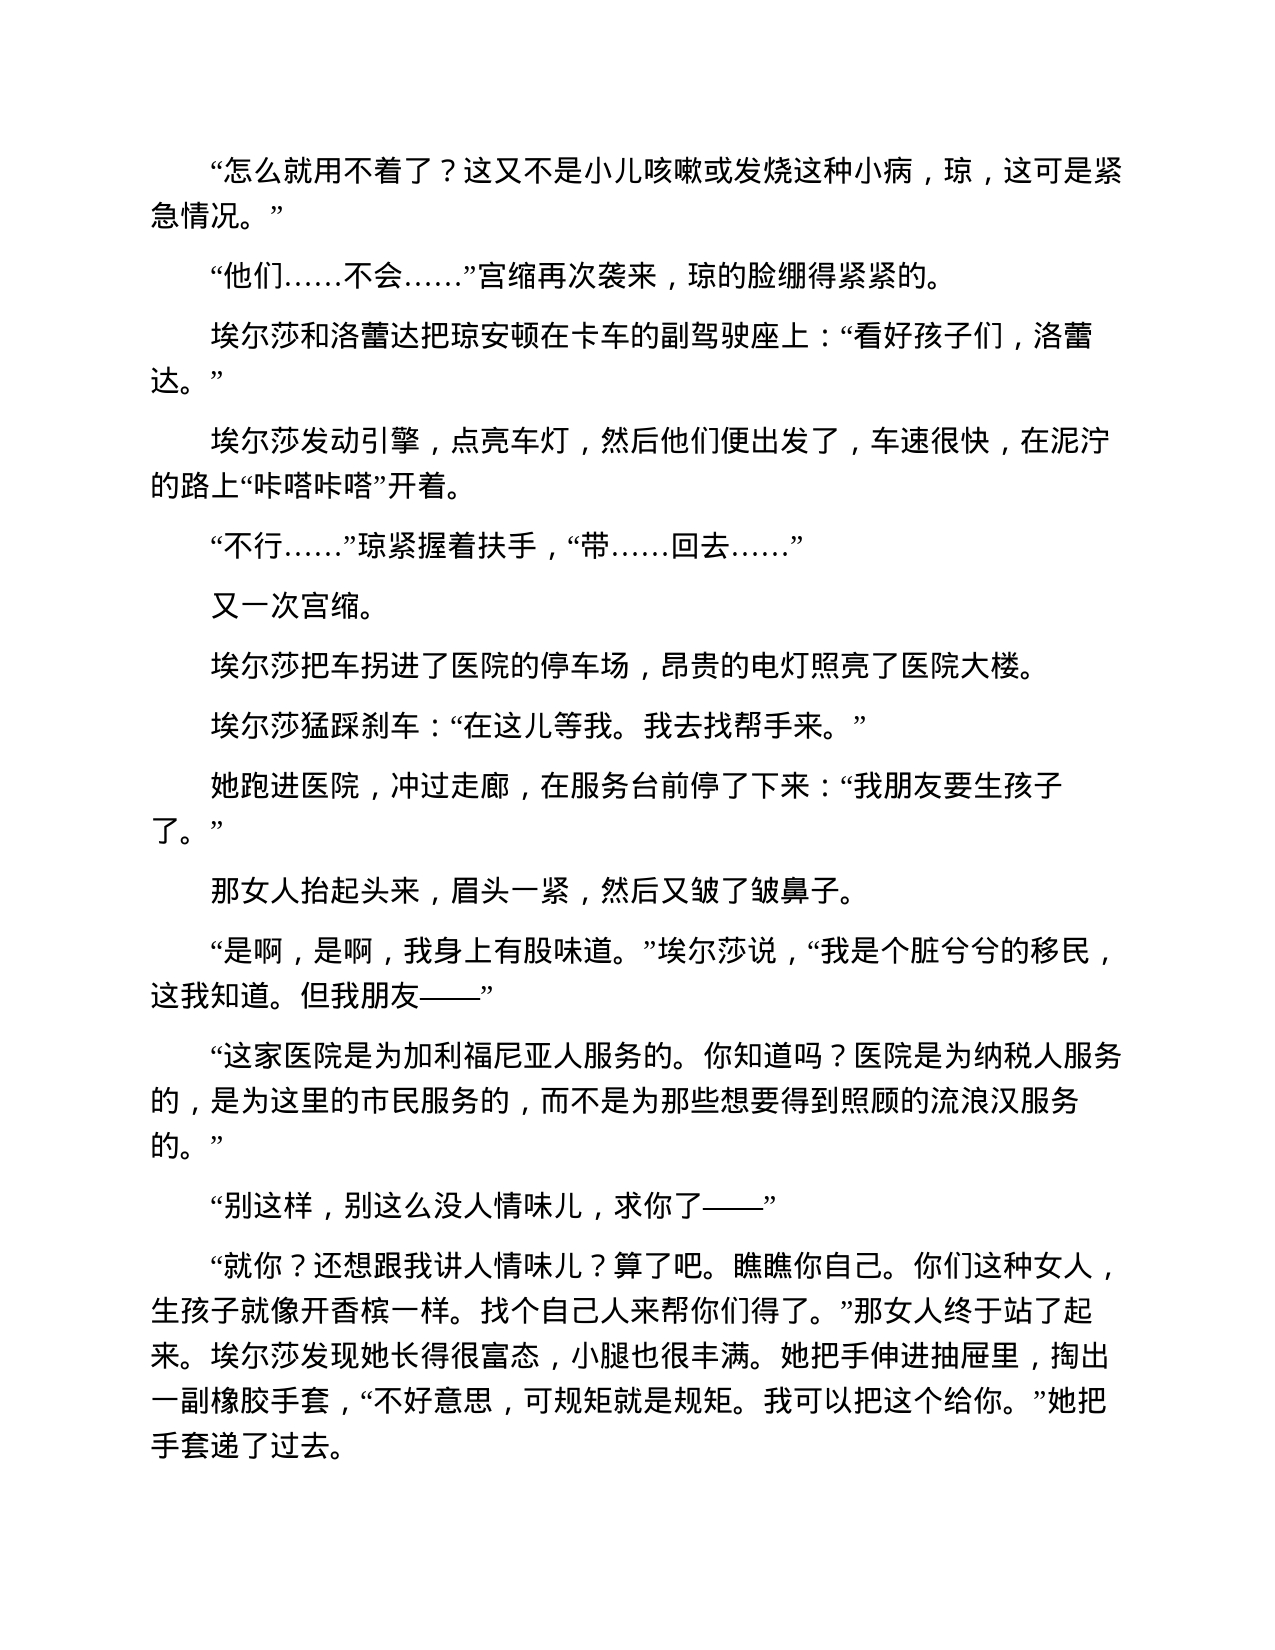 “怎么就用不着了？这又不是小儿咳嗽或发烧这种小病，琼，这可是紧
急情况。”
“他们……不会……”宫缩再次袭来，琼的脸绷得紧紧的。
埃尔莎和洛蕾达把琼安顿在卡车的副驾驶座上：“看好孩子们，洛蕾
达。”
埃尔莎发动引擎，点亮车灯，然后他们便出发了，车速很快，在泥泞
的路上“咔嗒咔嗒”开着。
“不行……”琼紧握着扶手，“带……回去……”
又一次宫缩。
埃尔莎把车拐进了医院的停车场，昂贵的电灯照亮了医院大楼。
埃尔莎猛踩刹车：“在这儿等我。我去找帮手来。”
她跑进医院，冲过走廊，在服务台前停了下来：“我朋友要生孩子
了。”
那女人抬起头来，眉头一紧，然后又皱了皱鼻子。
“是啊，是啊，我身上有股味道。”埃尔莎说，“我是个脏兮兮的移民，
这我知道。但我朋友——”
“这家医院是为加利福尼亚人服务的。你知道吗？医院是为纳税人服务
的，是为这里的市民服务的，而不是为那些想要得到照顾的流浪汉服务
的。”
“别这样，别这么没人情味儿，求你了——”
“就你？还想跟我讲人情味儿？算了吧。瞧瞧你自己。你们这种女人，
生孩子就像开香槟一样。找个自己人来帮你们得了。”那女人终于站了起
来。埃尔莎发现她长得很富态，小腿也很丰满。她把手伸进抽屉里，掏出
一副橡胶手套，“不好意思，可规矩就是规矩。我可以把这个给你。”她把
手套递了过去。